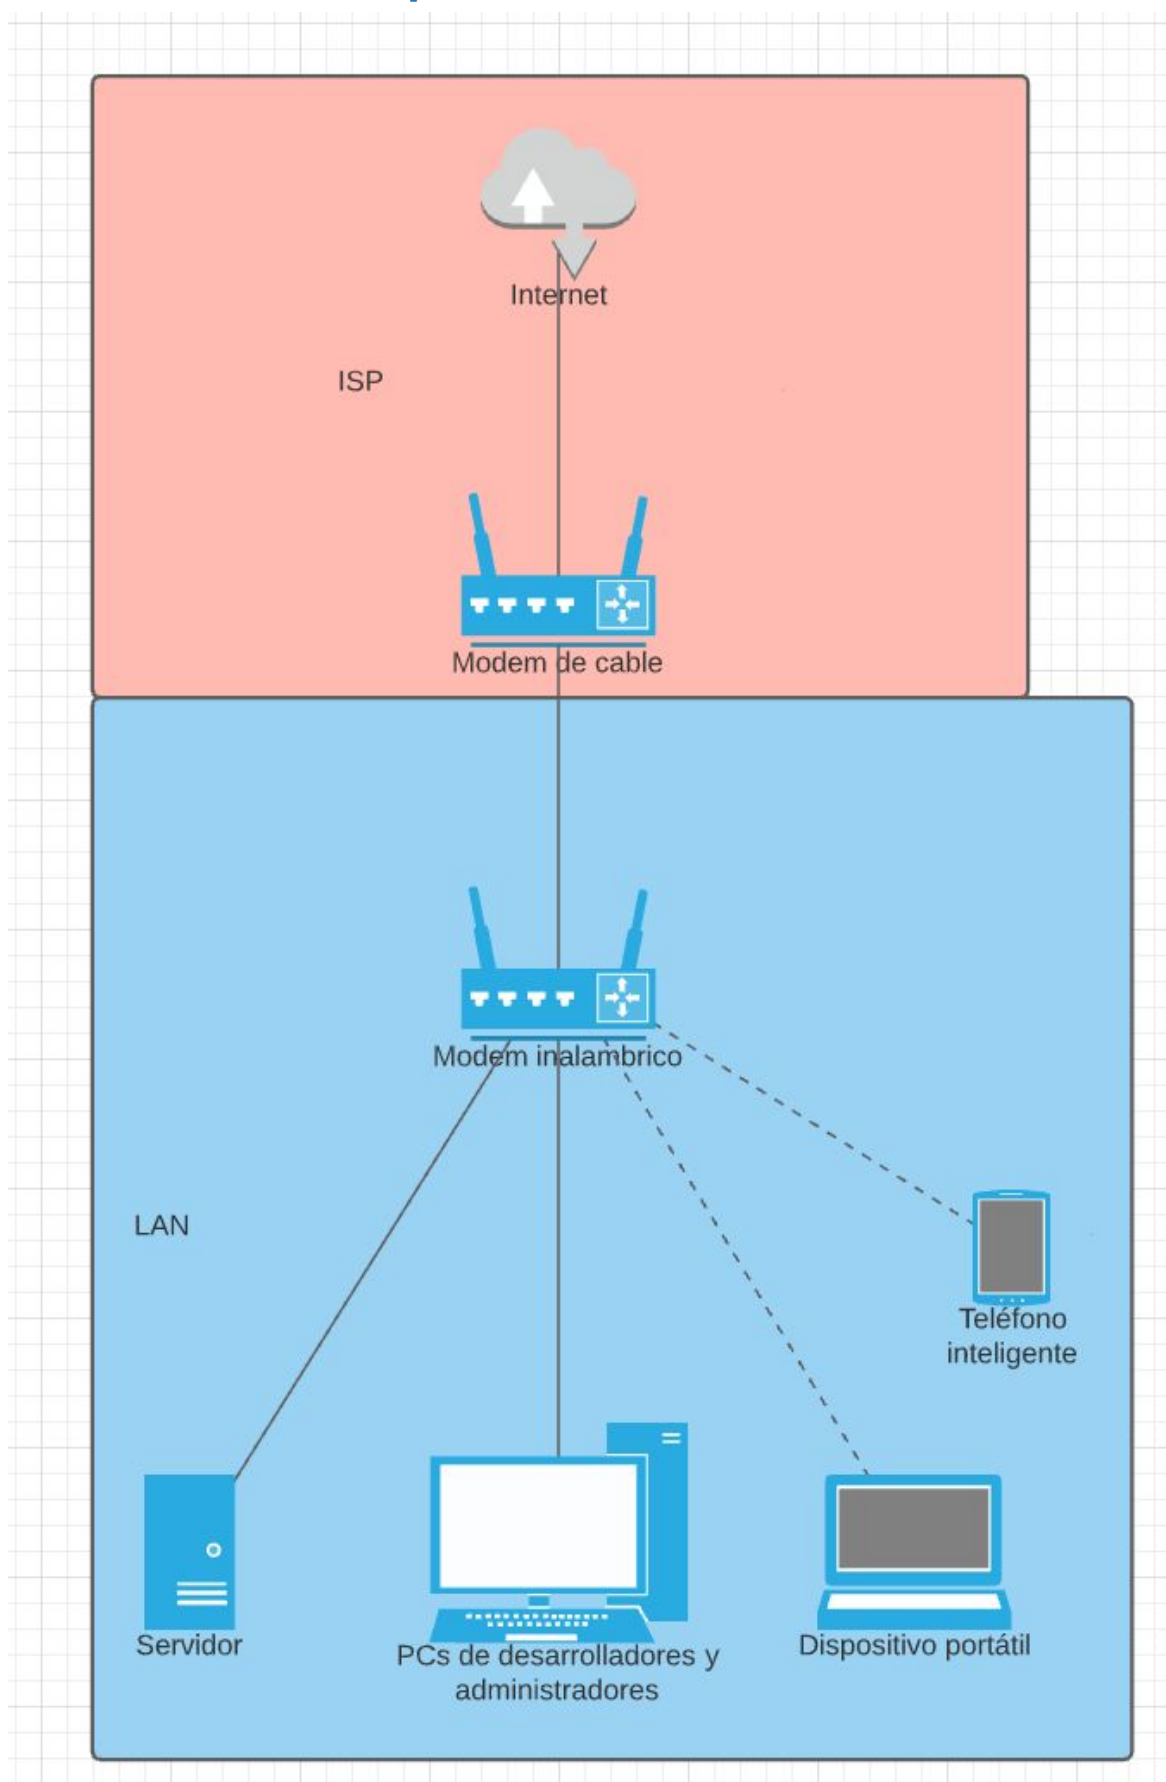 Internet
ISP
Modem de cable
Modem inalambrico
LAN
Teléfono
inteligente
Servidor
PCs de desarrolladores y
administradores
Dispositivo portátil